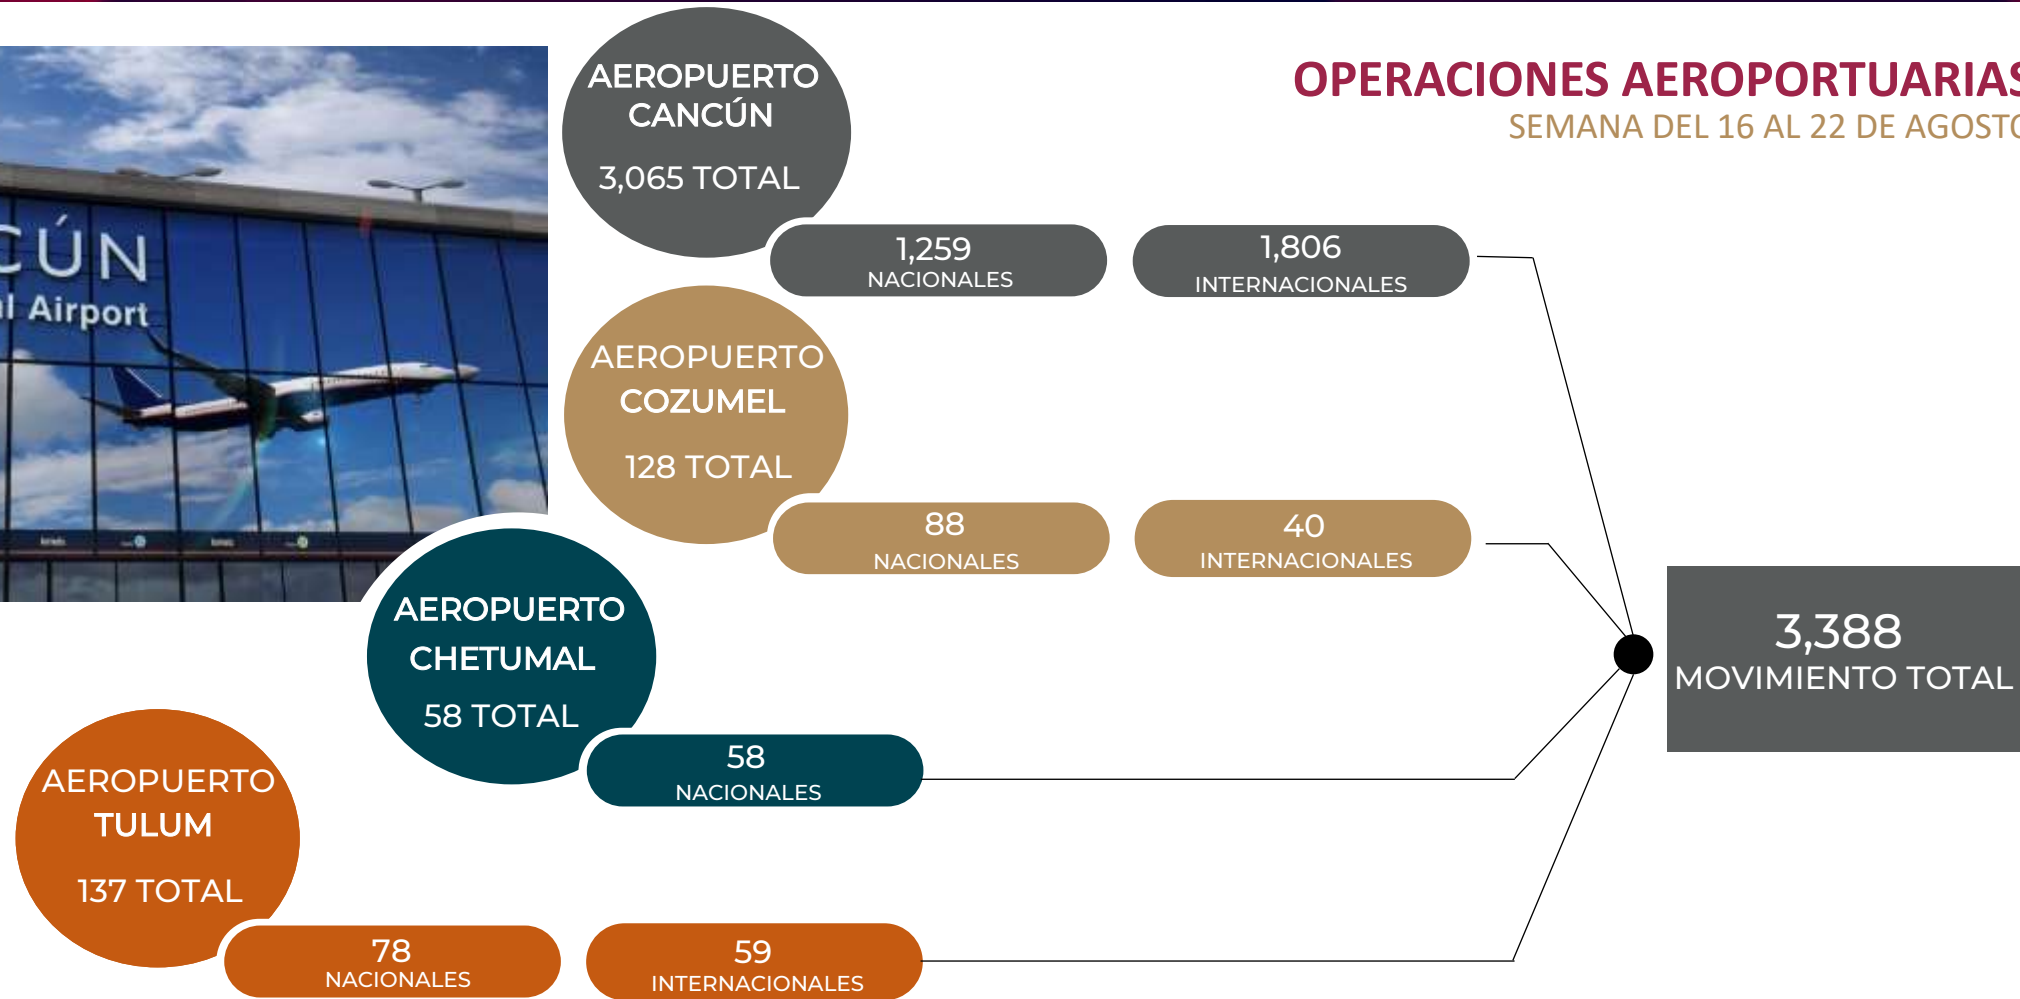 OPERACIONES AEROPORTUARIAS
SEMANA DEL 16 AL 22 DE AGOSTO
CÚN
l Airport
AEROPUERTO
CANCÚN
3,065 TOTAL
1,259
NACIONALES
1,806
INTERNACIONALES
AEROPUERTO
COZUMEL
128 TOTAL
88
NACIONALES
40
INTERNACIONALES
AEROPUERTO
CHETUMAL
58 TOTAL
58
NACIONALES
AEROPUERTO
TULUM
137 TOTAL
78
NACIONALES
59
INTERNACIONALES
3,388
MOVIMIENTO TOTAL